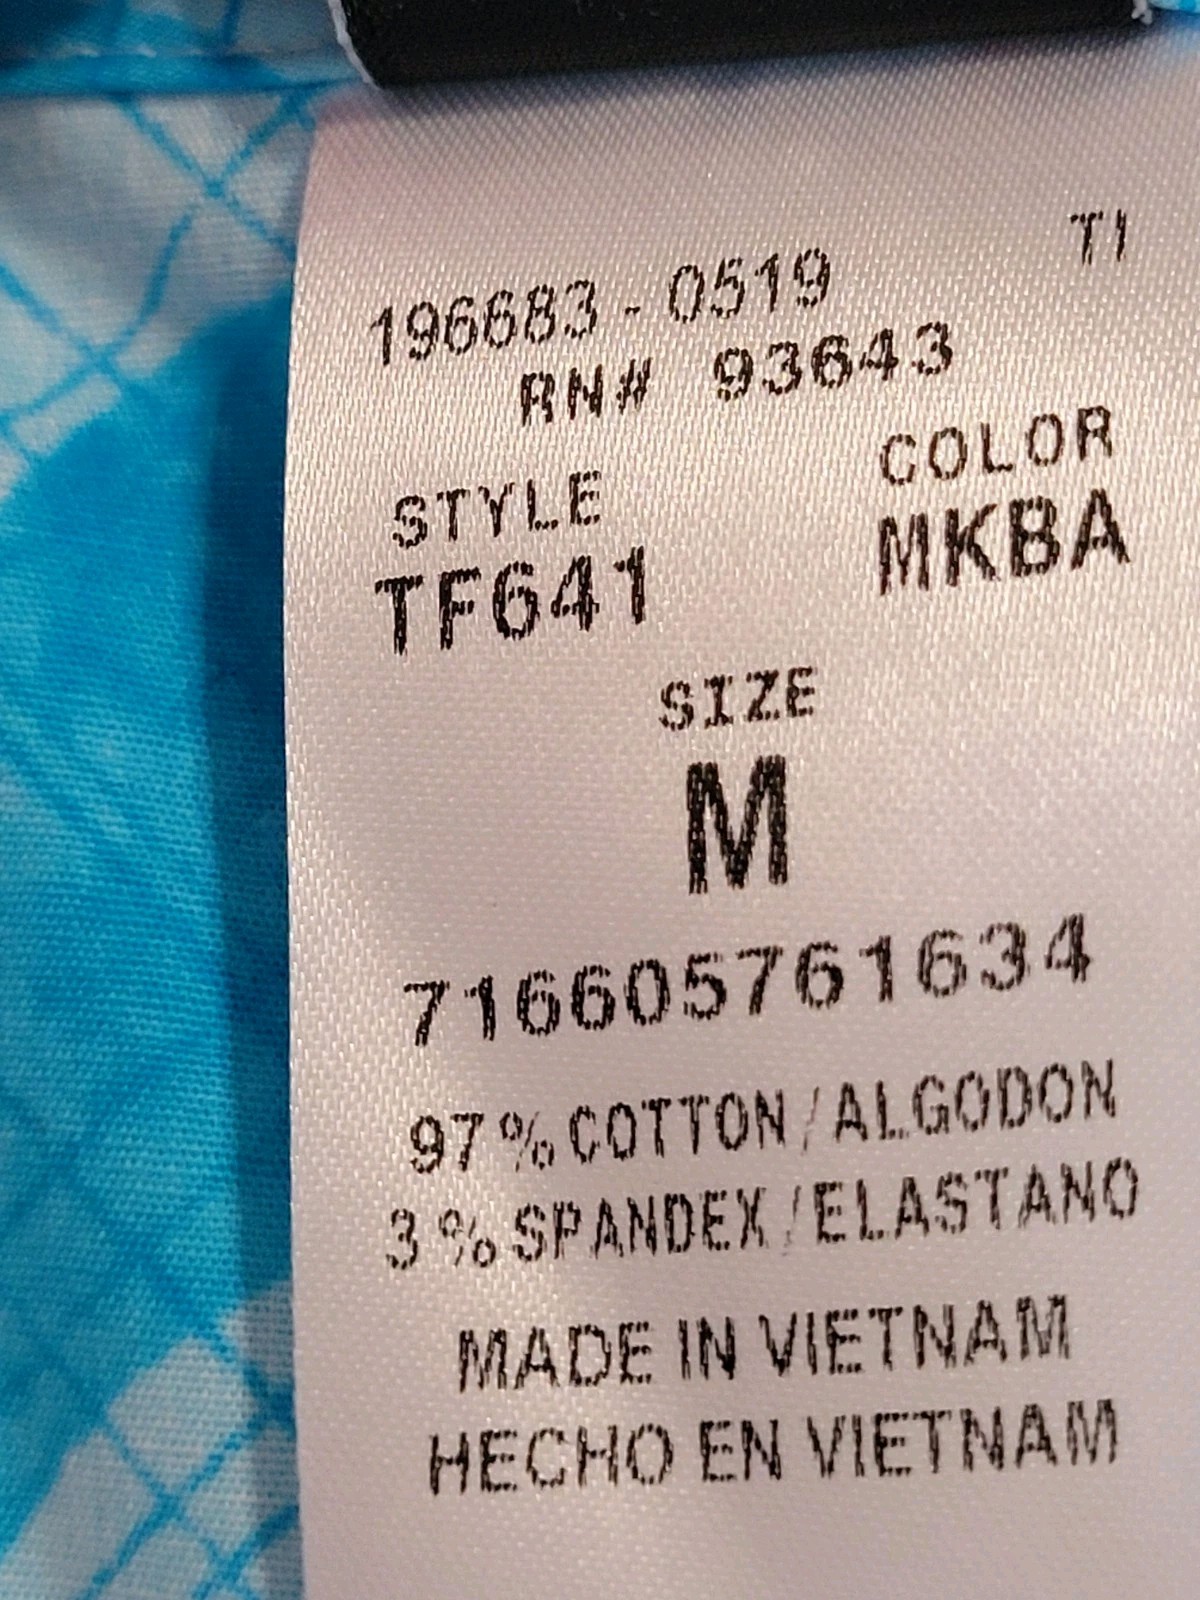 TI
196683 - 0519
RN# 93643
STYLE COLOR
TF641 MKBA
SIZE
M
716605761634
97% COTTON / ALGODON
3% SPANDEX / ELASTANO
MADE IN VIETNAM
HECHO EN VIETNAM